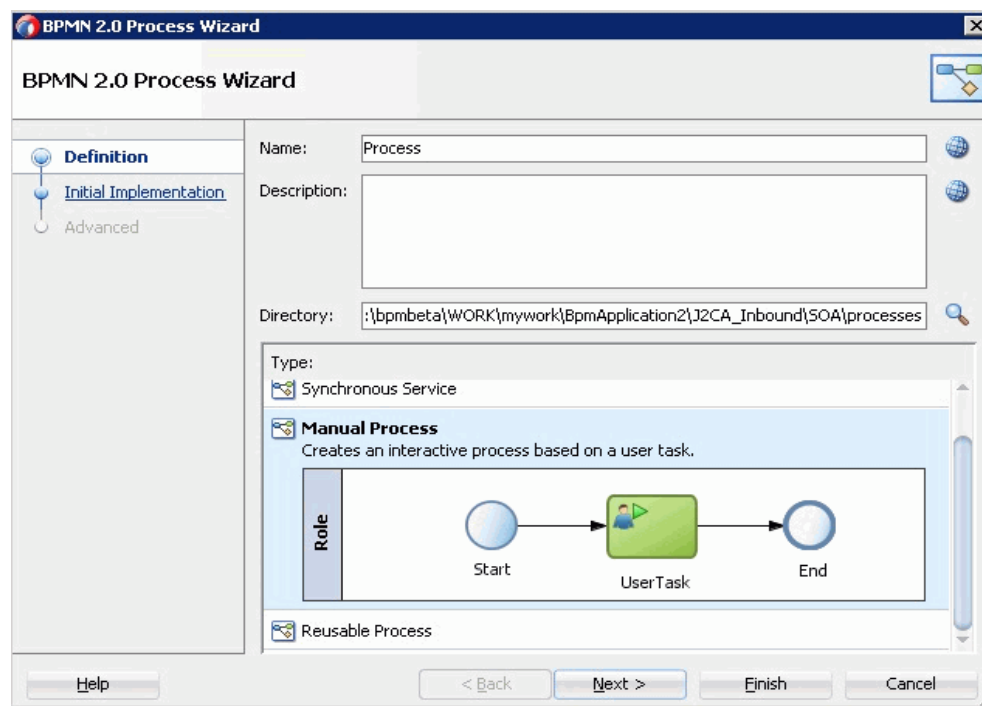 BPMN 2.0 Process Wizard
BPMN 2.0 Process Wizard
Definition
Initial Implementation
Advanced
Name: Process
Description:
Directory: :\bpmbeta\WORK\mywork\BpmApplication2\J2CA_Inbound\SOA\processes
Type:
Synchronous Service
Manual Process
Creates an interactive process based on a user task.
Role
Start
UserTask
End
Reusable Process
Help
< Back
Next >
Finish
Cancel